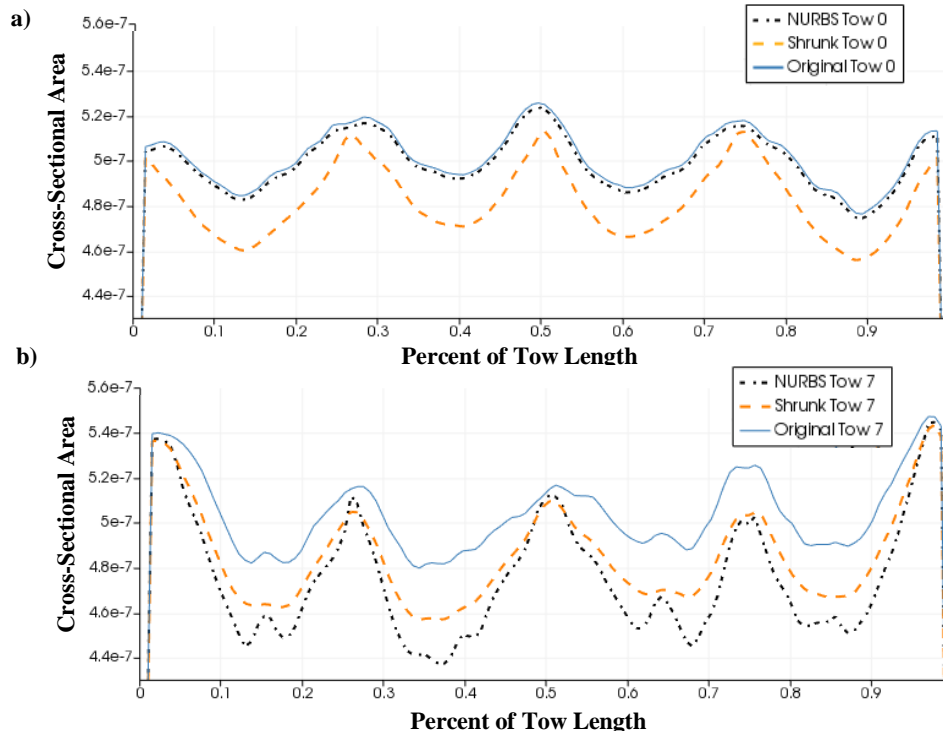 a)
5.6e-7
5.4e-7
5.2e-7
5e-7
4.8e-7
4.6e-7
4.4e-7
Cross-Sectional Area
NURBS Tow 0
Shrunk Tow 0
Original Tow 0
0 0.1 0.2 0.3 0.4 0.5 0.6 0.7 0.8 0.9
Percent of Tow Length
b)
5.6e-7
5.4e-7
5.2e-7
5e-7
4.8e-7
4.6e-7
4.4e-7
Cross-Sectional Area
NURBS Tow 7
Shrunk Tow 7
Original Tow 7
0 0.1 0.2 0.3 0.4 0.5 0.6 0.7 0.8 0.9
Percent of Tow Length